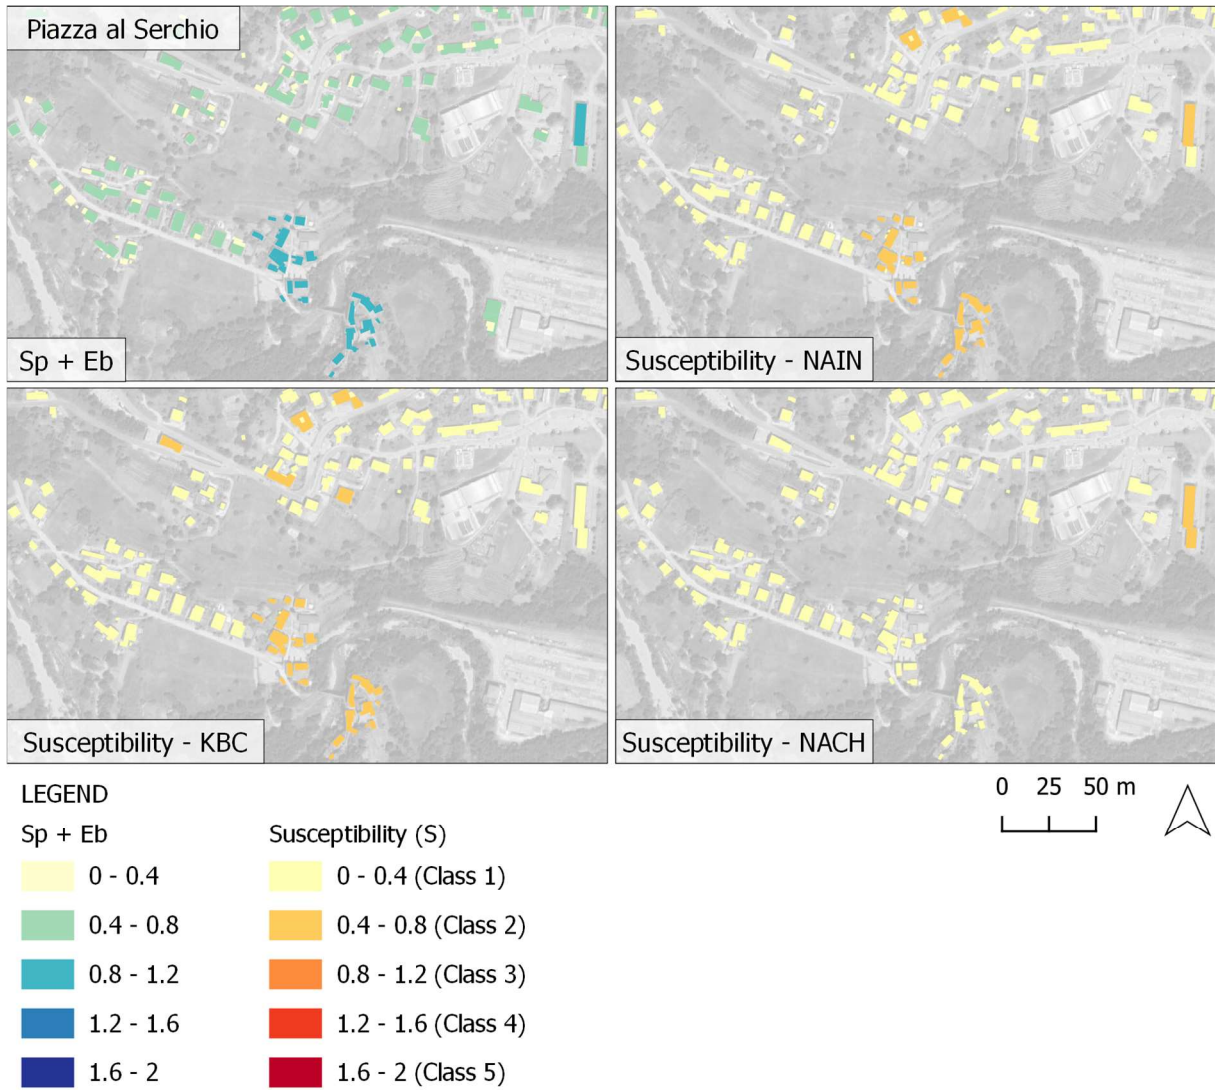 Piazza al Serchio
Sp + Eb
Susceptibility - NAIN
Susceptibility - KBC
Susceptibility - NACH
LEGEND
Sp + Eb
0 - 0.4
0.4 - 0.8
0.8 - 1.2
1.2 - 1.6
1.6 - 2
Susceptibility (S)
0 - 0.4 (Class 1)
0.4 - 0.8 (Class 2)
0.8 - 1.2 (Class 3)
1.2 - 1.6 (Class 4)
1.6 - 2 (Class 5)
0 25 50 m